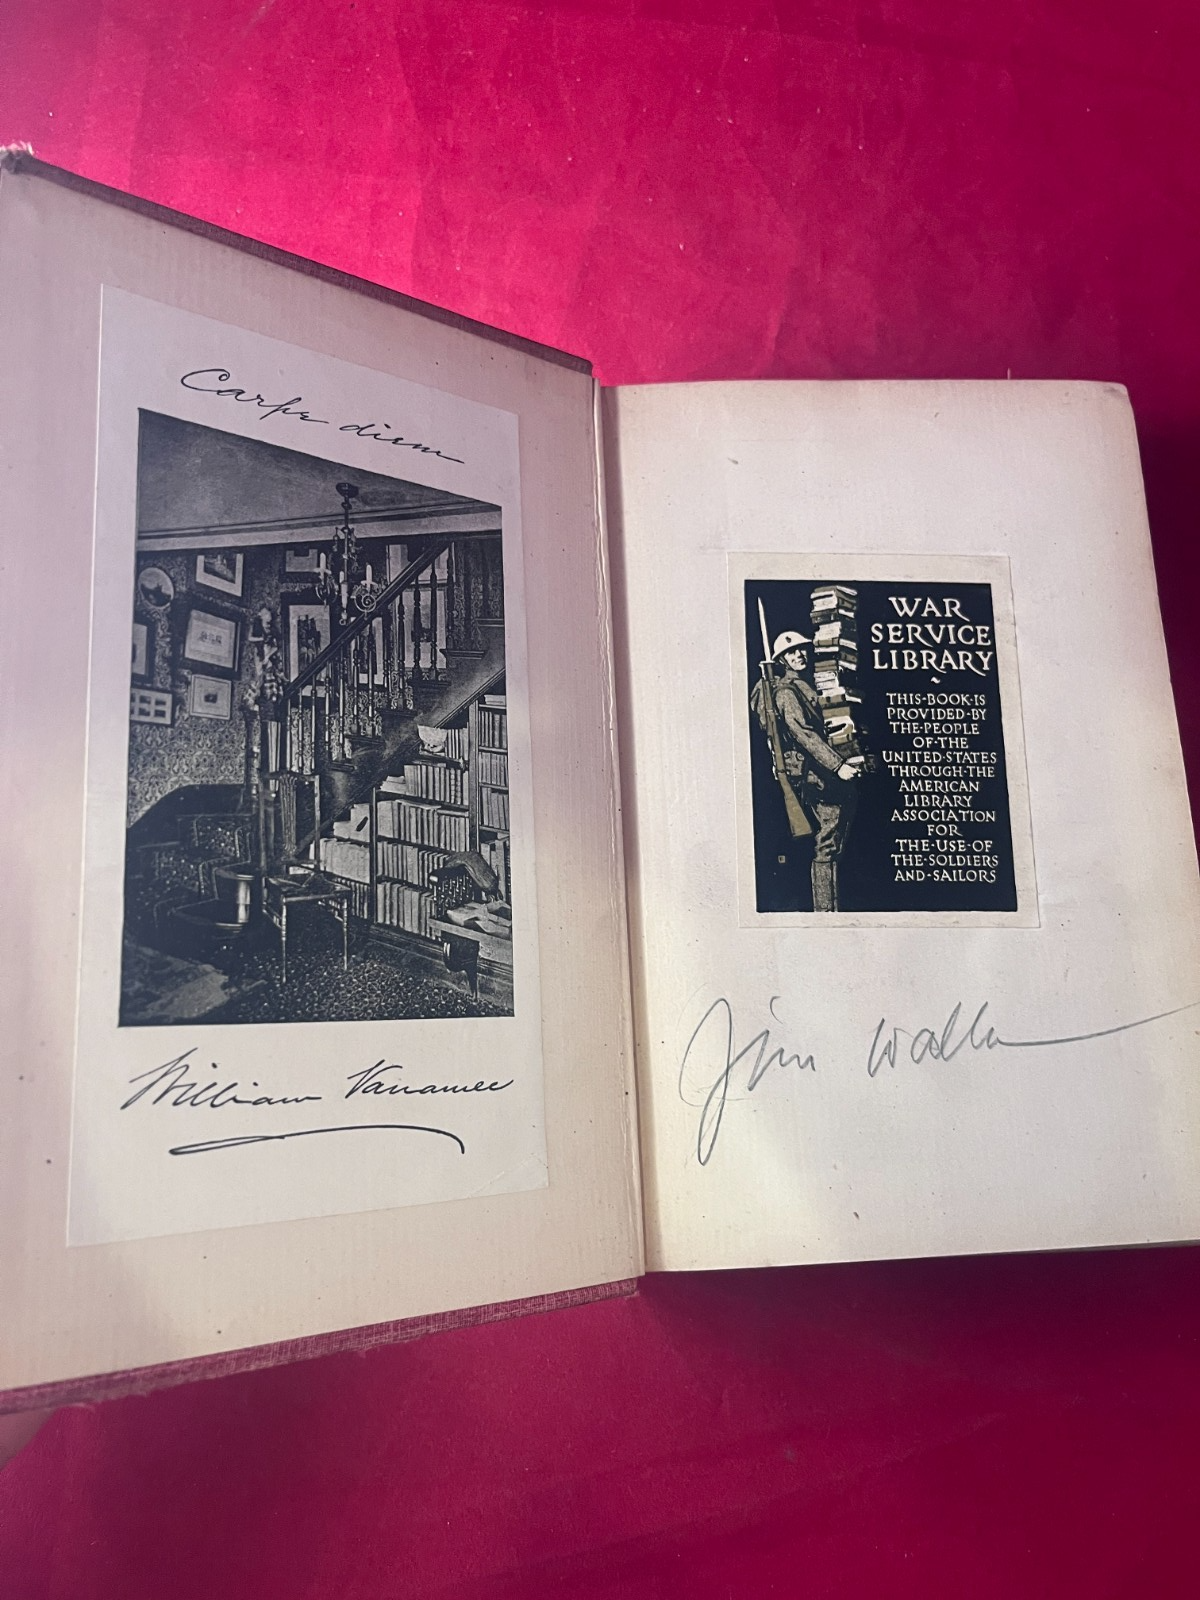 Carpe diem
William Vanamee
WAR
SERVICE
LIBRARY
THIS·BOOK·IS
PROVIDED·BY
THE·PEOPLE
OF·THE
UNITED·STATES
THROUGH·THE
AMERICAN
LIBRARY
ASSOCIATION
FOR
THE·USE·OF
THE·SOLDIERS
AND·SAILORS
Jim